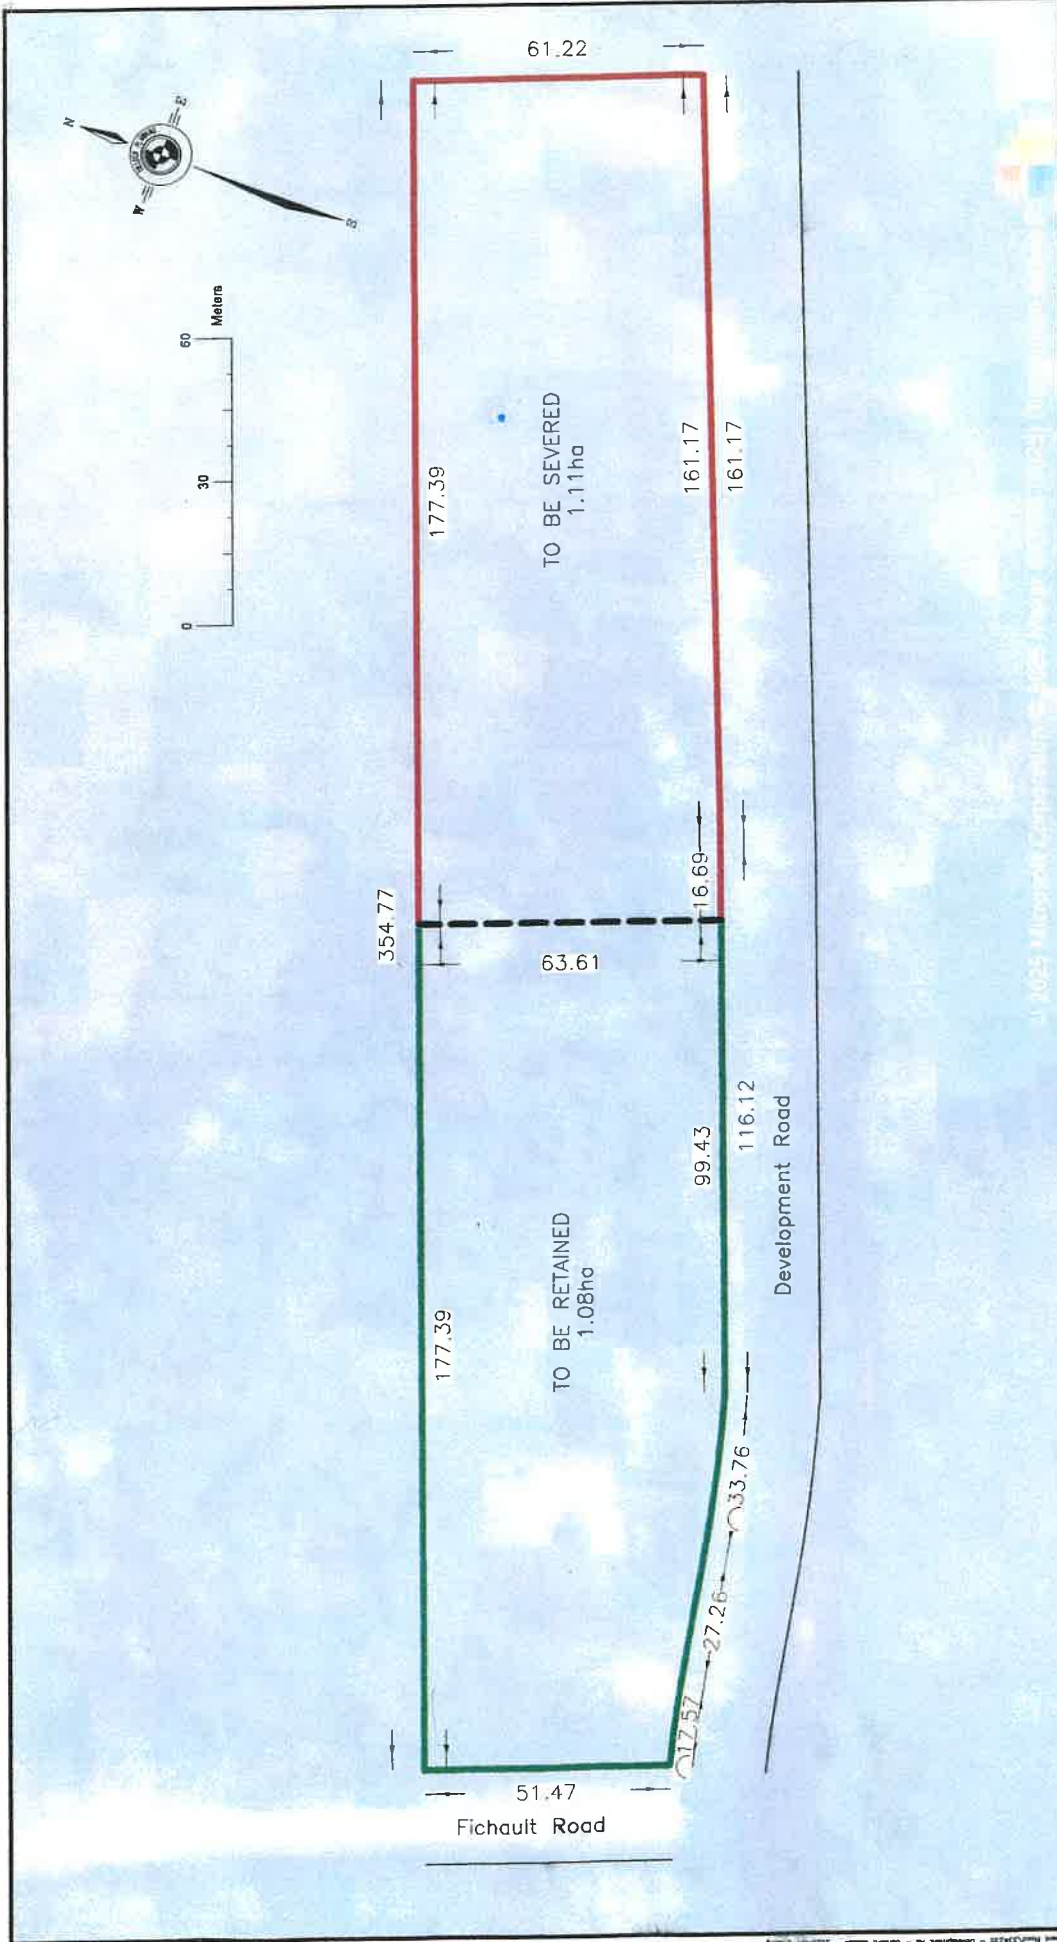 61.22
N
E
W
S
60
30
0
Meters
177.39
TO BE SEVERED
1.11ha
161.17
161.17
354.77
16.69
63.61
99.43
116.12
Development Road
177.39
TO BE RETAINED
1.08ha
33.76
27.26
17.57
51.47
Fichault Road